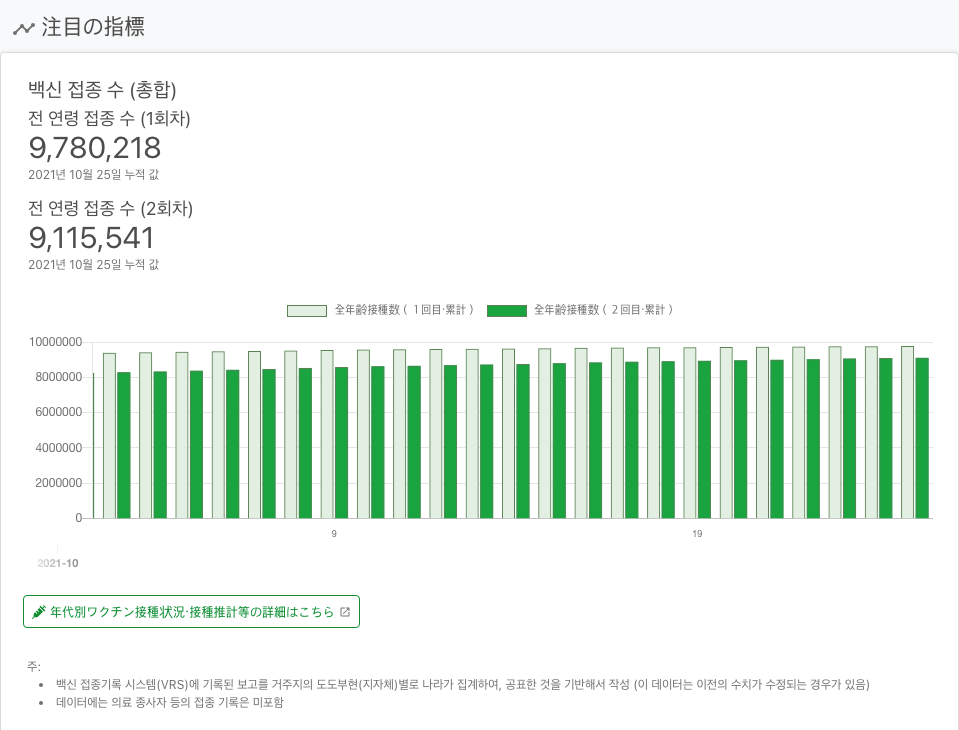 注目の指標
백신 접종 수 (총합)
전 연령 접종 수 (1회차)
9,780,218
2021년 10월 25일 누적 값
전 연령 접종 수 (2회차)
9,115,541
2021년 10월 25일 누적 값
全年齢接種数 ( 1回目·累計 ) 全年齢接種数 ( 2回目·累計 )
10000000
8000000
6000000
4000000
2000000
0
9 19
2021-10
年代別ワクチン接種状況·接種推計等の詳細はこちら
주:
• 백신 접종기록 시스템(VRS)에 기록된 보고를 거주지의 도도부현(지자체)별로 나라가 집계하여, 공표한 것을 기반해서 작성 (이 데이터는 이전의 수치가 수정되는 경우가 있음)
• 데이터에는 의료 종사자 등의 접종 기록은 미포함